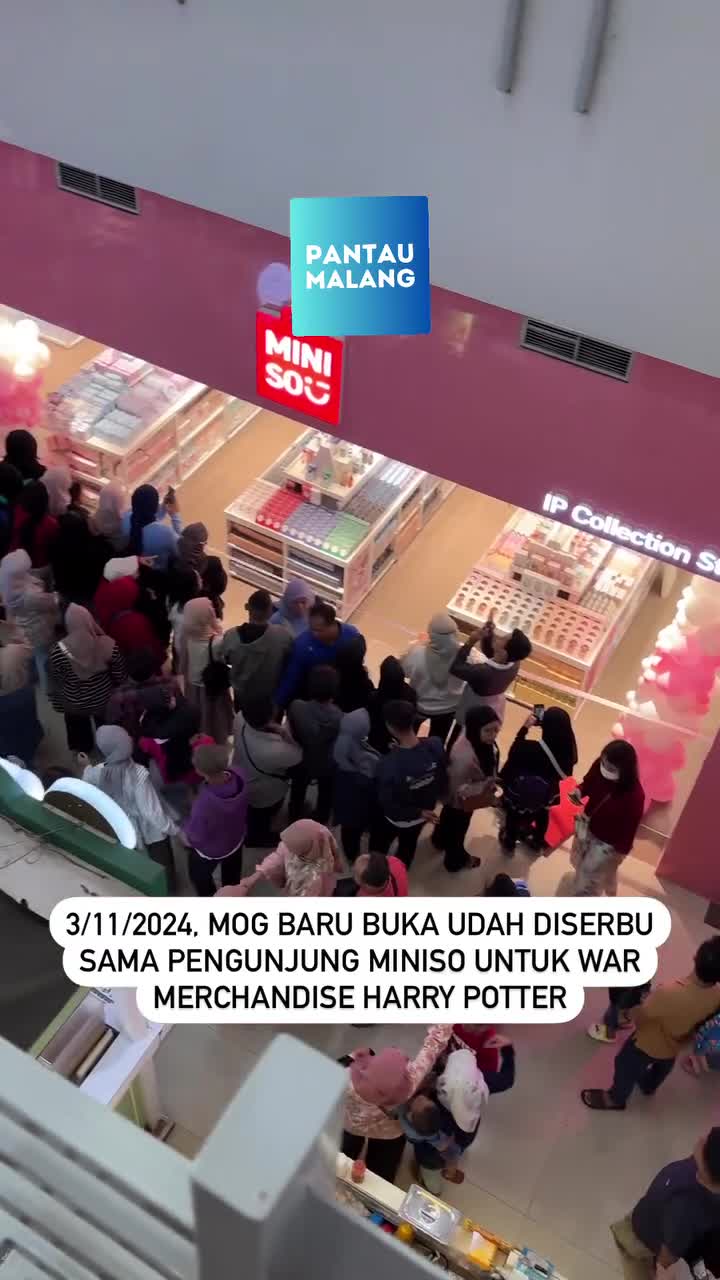 PANTAU
MALANG
MINI
SO
IP Collection St
3/11/2024, MOG BARU BUKA UDAH DISERBU
SAMA PENGUNJUNG MINISO UNTUK WAR
MERCHANDISE HARRY POTTER